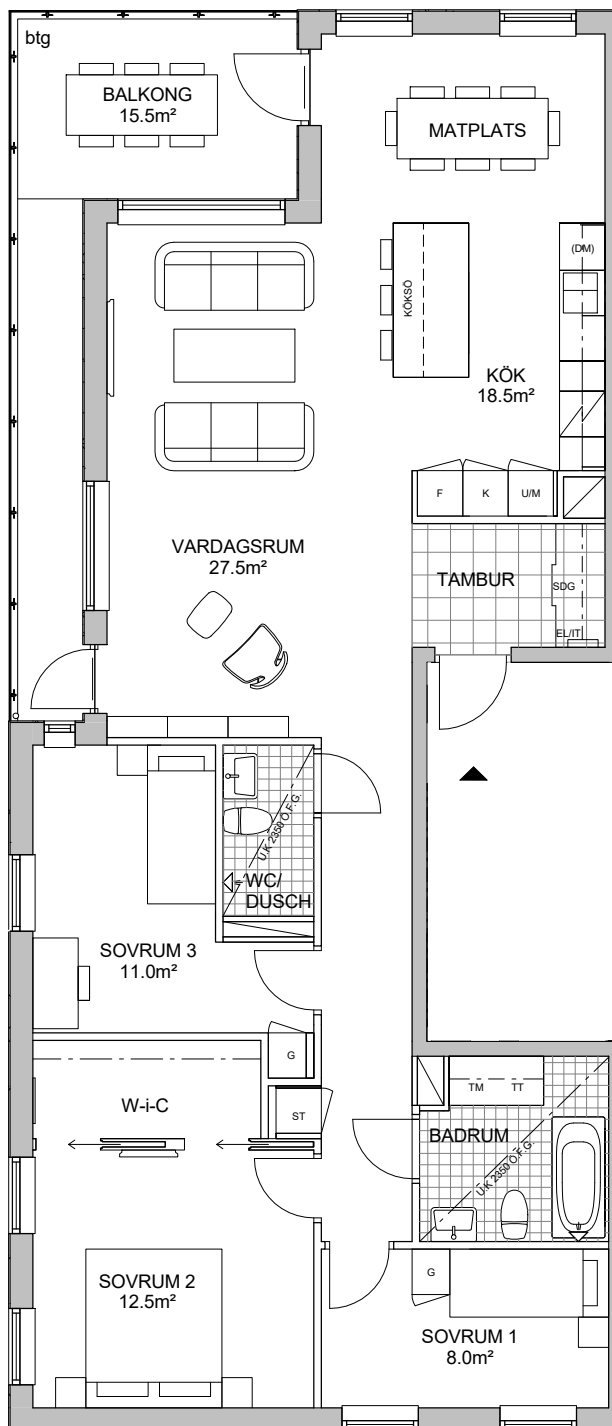 btg
BALKONG
15.5m²
MATPLATS
(DM)
KÖKSÖ
KÖK
18.5m²
F
K
U/M
VARDAGSRUM
27.5m²
TAMBUR
SDG
EL/IT
U.K 2350 Ö.F.G.
WC/
DUSCH
SOVRUM 3
11.0m²
G
ST
W-i-C
TM
TT
BADRUM
U.K 2350 Ö.F.G.
SOVRUM 2
12.5m²
G
SOVRUM 1
8.0m²